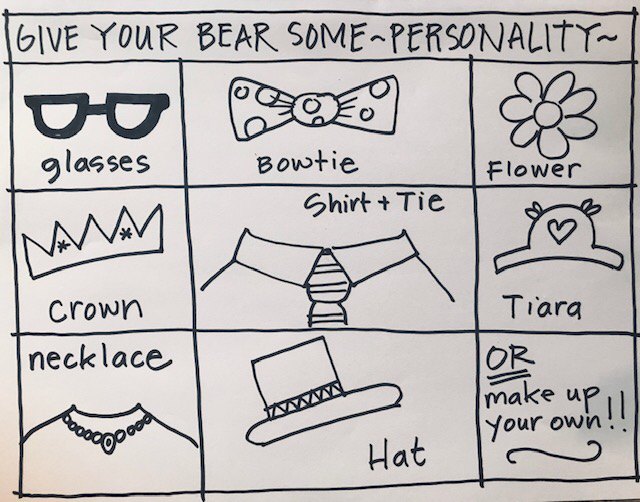 GIVE YOUR BEAR SOME ~PERSONALITY~
glasses
Bowtie
Flower
crown
Shirt + Tie
Tiara
necklace
Hat
OR
make up
your own!!